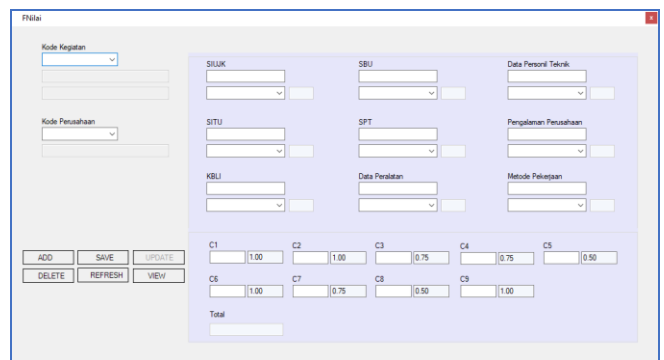 FNilai
x
Kode Kegiatan
Kode Perusahaan
SIUJK SBU Data Personil Teknik
SITU SPT Pengalaman Perusahaan
KBLI Data Peralatan Metode Pekerjaan
ADD SAVE UPDATE
DELETE REFRESH VIEW
C1 C2 C3 C4 C5
1.00 1.00 0.75 0.75 0.50
C6 C7 C8 C9
1.00 0.75 0.50 1.00
Total